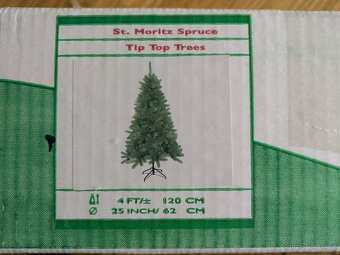 St. Moritz Spruce
Tip Top Trees
4 FT/± 120 CM
Ø 25 INCH/ 62 CM